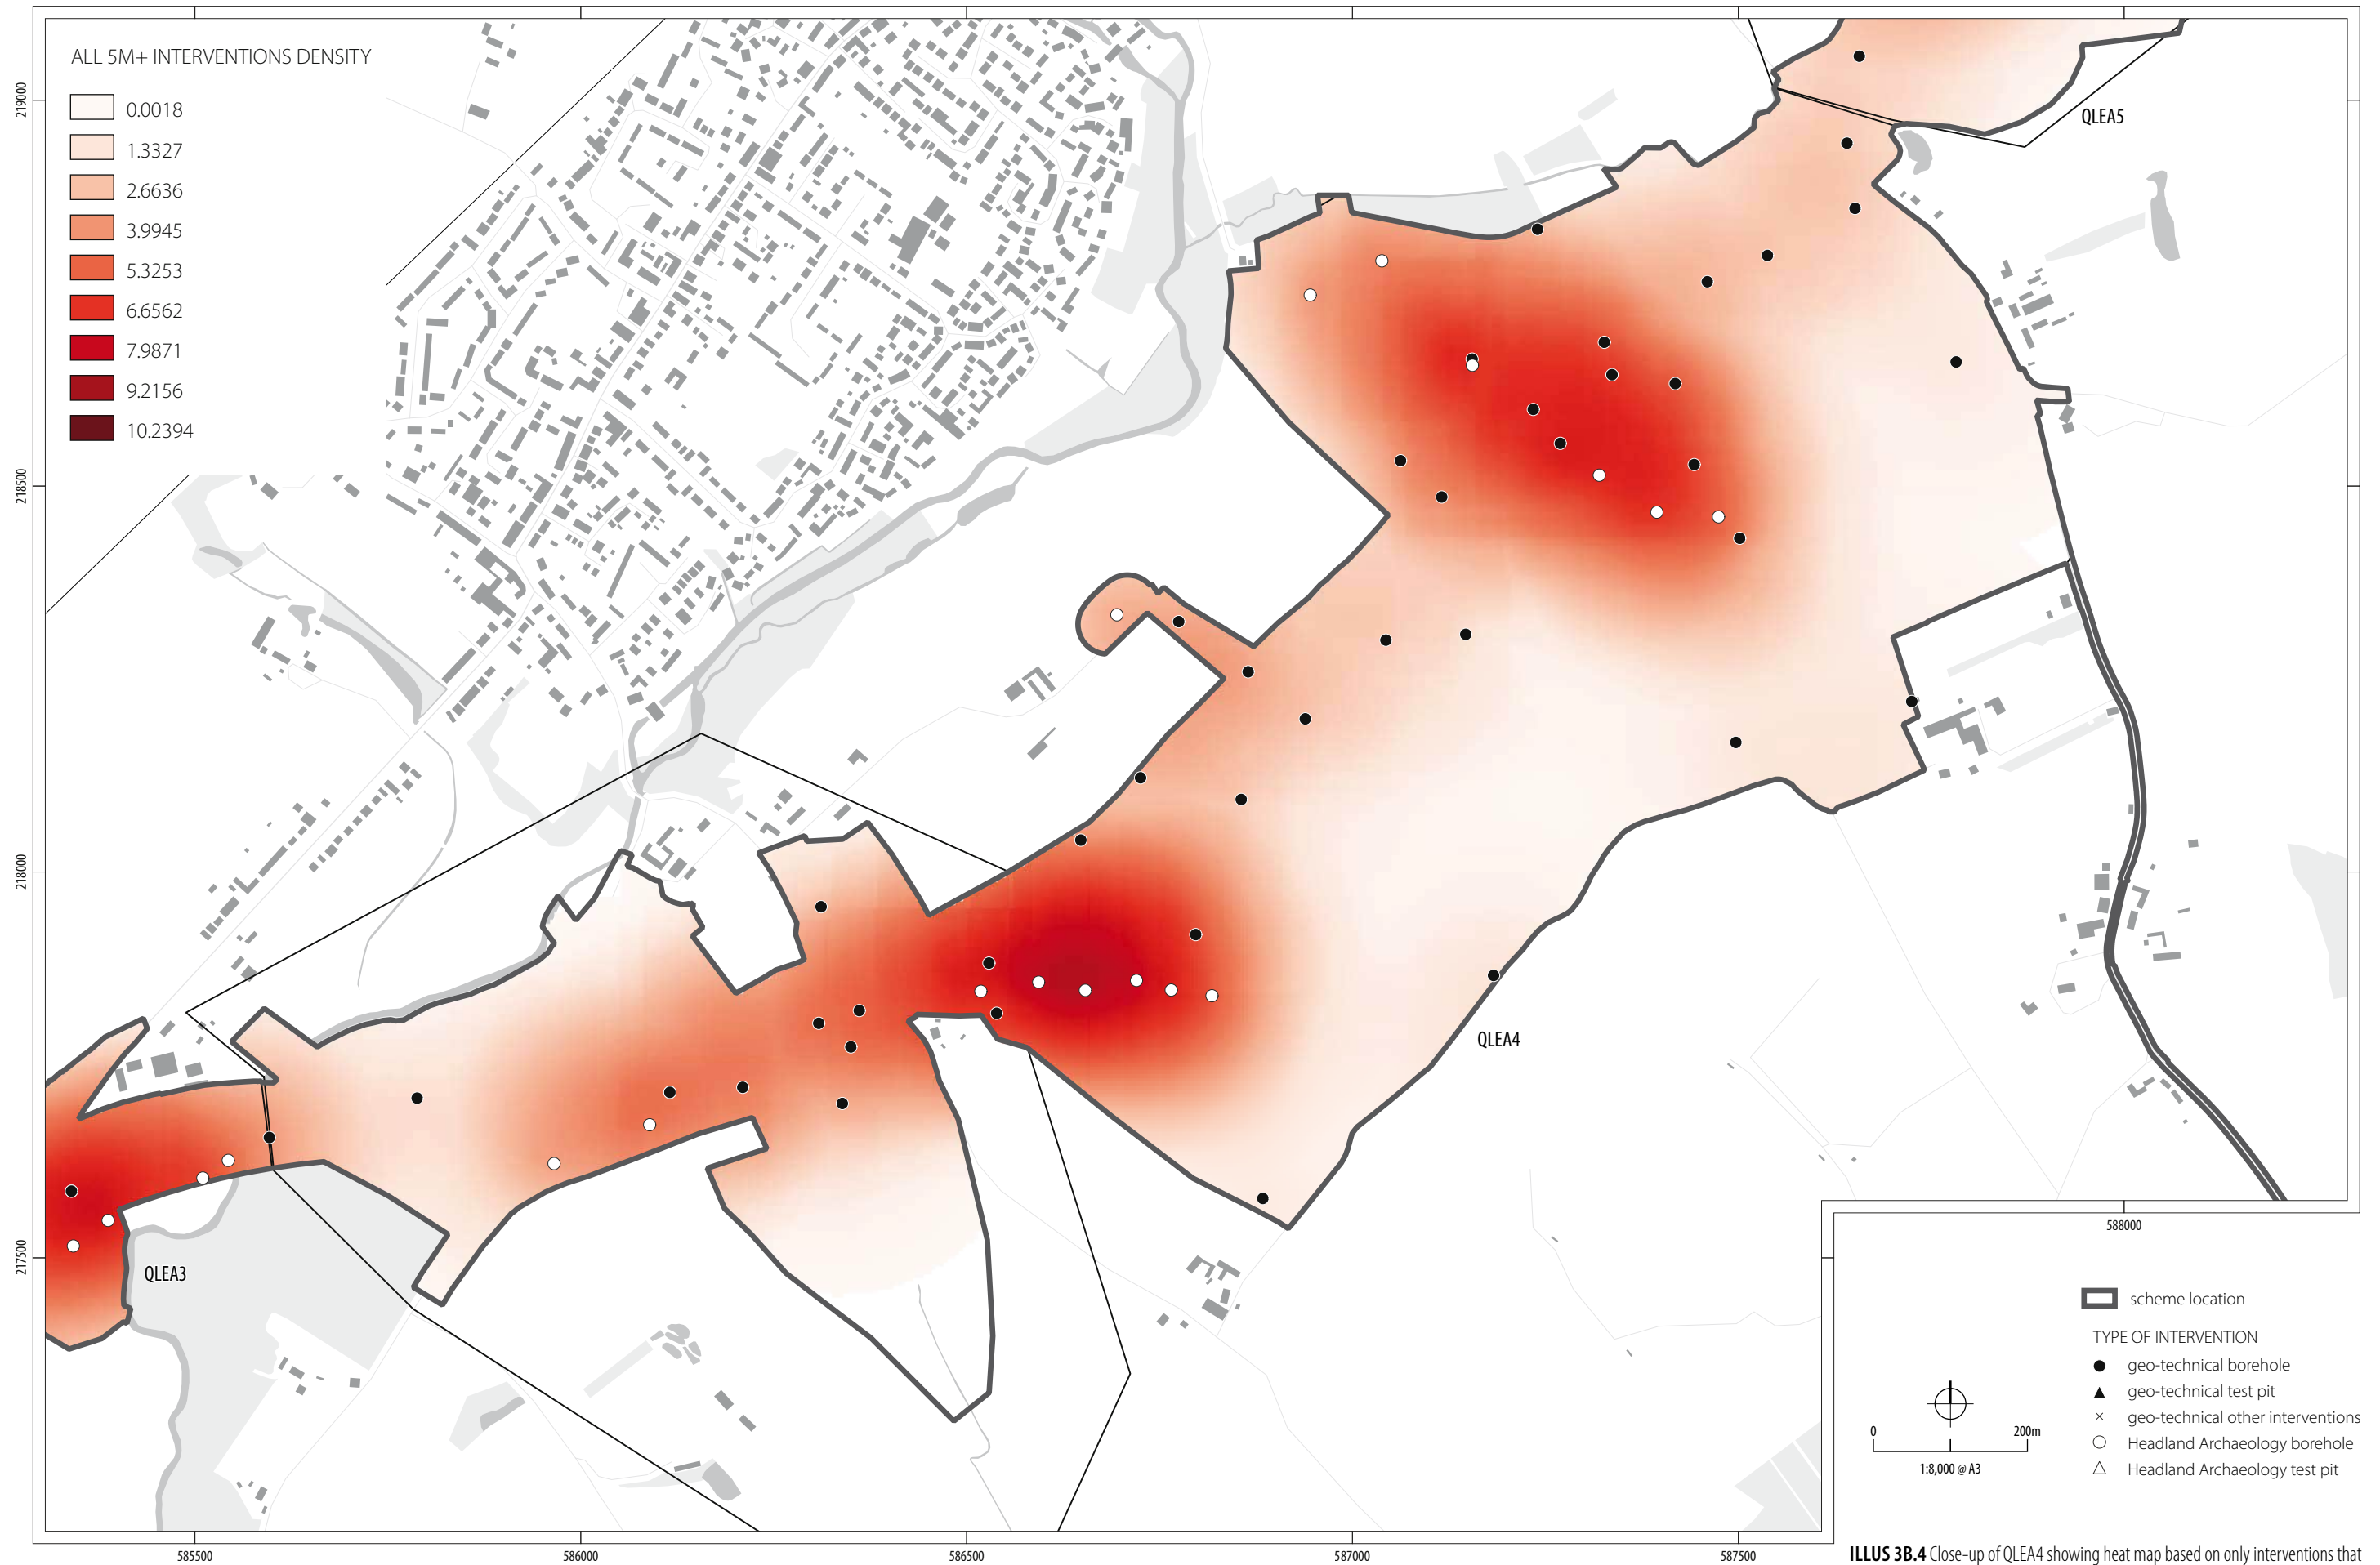 ALL 5M+ INTERVENTIONS DENSITY
0.0018
1.3327
2.6636
3.9945
5.3253
6.6562
7.9871
9.2156
10.2394
219000
218500
218000
217500
QLEA5
QLEA4
QLEA3
588000
scheme location
TYPE OF INTERVENTION
geo-technical borehole
geo-technical test pit
geo-technical other interventions
Headland Archaeology borehole
Headland Archaeology test pit
0 200m
1:8,000 @ A3
585500 586000 586500 587000 587500
ILLUS 3B.4 Close-up of QLEA4 showing heat map based on only interventions that